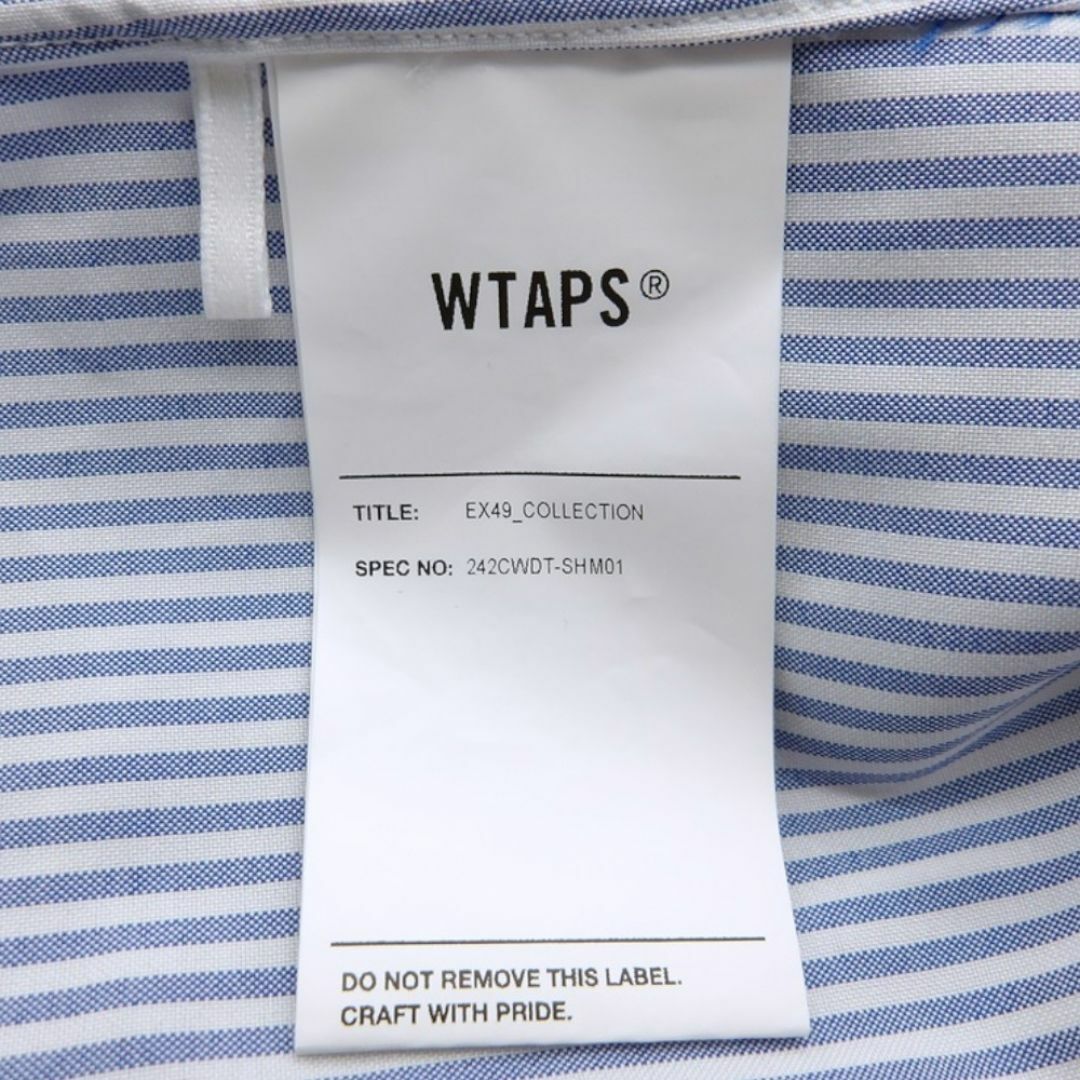 WTAPS®
TITLE: EX49_COLLECTION
SPEC NO: 242CWDT-SHM01
DO NOT REMOVE THIS LABEL.
CRAFT WITH PRIDE.